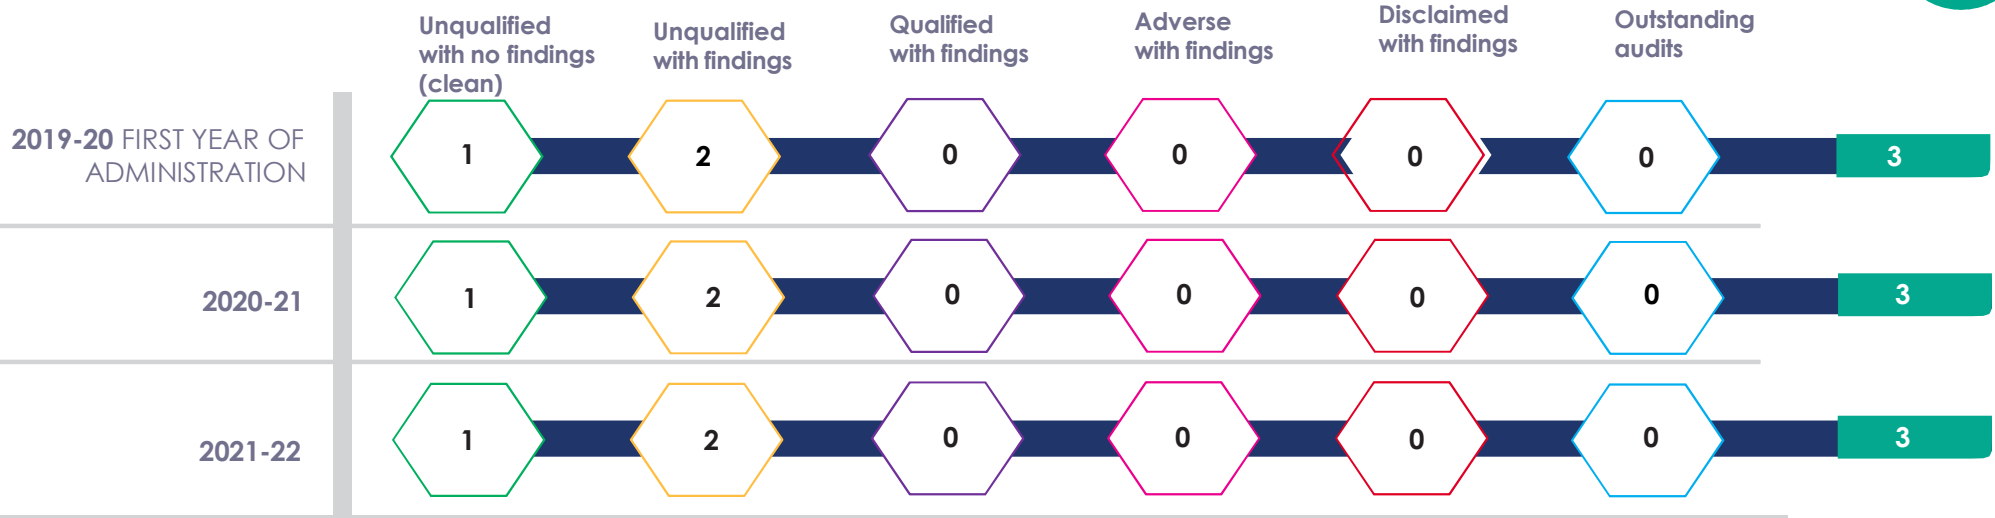 Unqualified
with no findings
(clean)
Unqualified
with findings
Qualified
with findings
Adverse
with findings
Disclaimed
with findings
Outstanding
audits
2019-20 FIRST YEAR OF
ADMINISTRATION
1 2 0 0 0 0 3
2020-21 1 2 0 0 0 0 3
2021-22 1 2 0 0 0 0 3